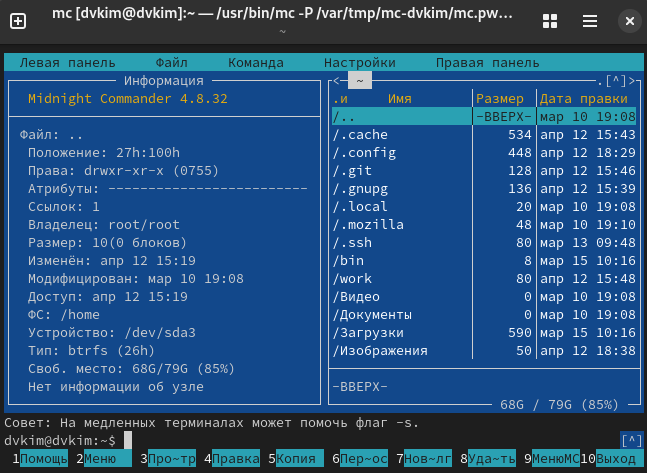 mc [dvkim@dvkim]:~ — /usr/bin/mc -P /var/tmp/mc-dvkim/mc.pw…
~
Левая панель Файл Команда Настройки Правая панель
Информация
Midnight Commander 4.8.32
Файл: ..
Положение: 27h:100h
Права: drwxr-xr-x (0755)
Атрибуты: -------------------------
Ссылок: 1
Владелец: root/root
Размер: 10(0 блоков)
Изменён: апр 12 15:19
Модифицирован: мар 10 19:08
Доступ: апр 12 15:19
ФС: /home
Устройство: /dev/sda3
Тип: btrfs (26h)
Своб. место: 68G/79G (85%)
Нет информации об узле
<─ ~ .[^]>
.и Имя Размер Дата правки
/.. -ВВЕРХ- мар 10 19:08
/.cache 534 апр 12 15:43
/.config 448 апр 12 18:29
/.git 128 апр 12 15:46
/.gnupg 136 апр 12 15:39
/.local 20 мар 10 19:08
/.mozilla 48 мар 10 19:10
/.ssh 80 мар 13 09:48
/bin 8 мар 15 10:16
/work 80 апр 12 15:48
/Видео 0 мар 10 19:08
/Документы 0 мар 10 19:08
/Загрузки 590 мар 15 10:16
/Изображения 50 апр 12 18:38
-ВВЕРХ-
68G / 79G (85%)
Совет: На медленных терминалах может помочь флаг -s.
dvkim@dvkim:~$ [^]
1Помощь 2Меню 3Про~тр 4Правка 5Копия 6Пер~ос 7Нов~лг 8Уда~ть 9МенюMC 10Выход